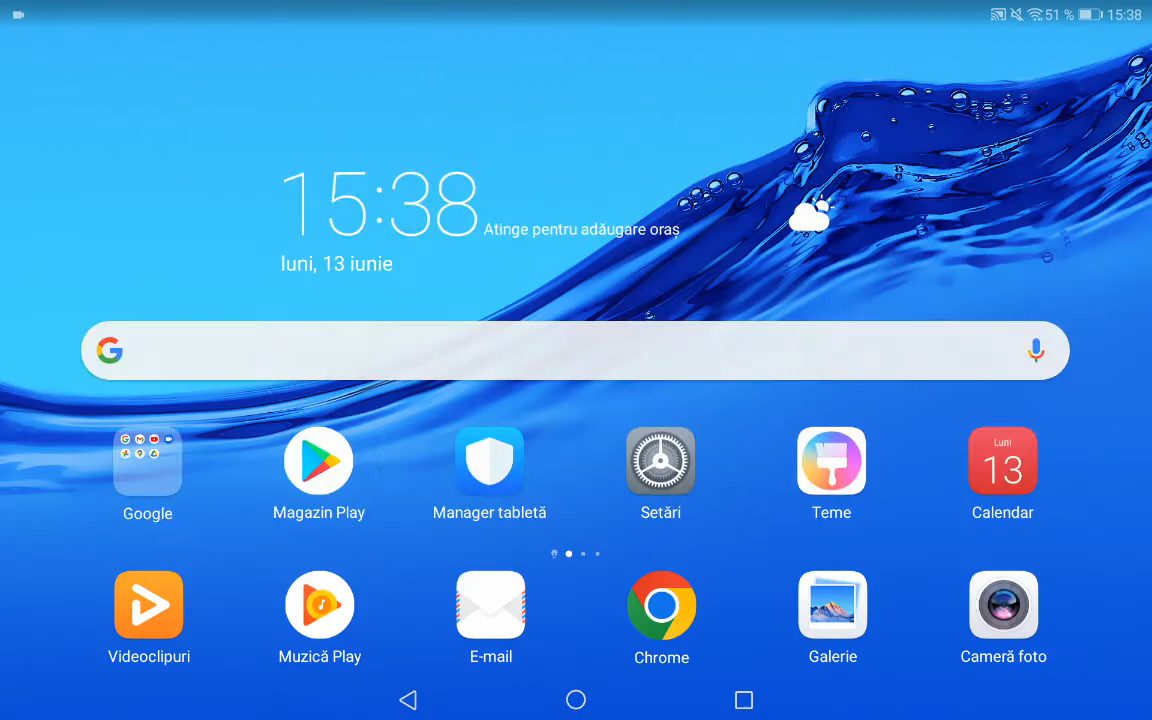 51 % 15:38
15:38
Atinge pentru adăugare oraș
luni, 13 iunie
Luni
13
Google
Magazin Play
Manager tabletă
Setări
Teme
Calendar
Videoclipuri
Muzică Play
E-mail
Chrome
Galerie
Cameră foto